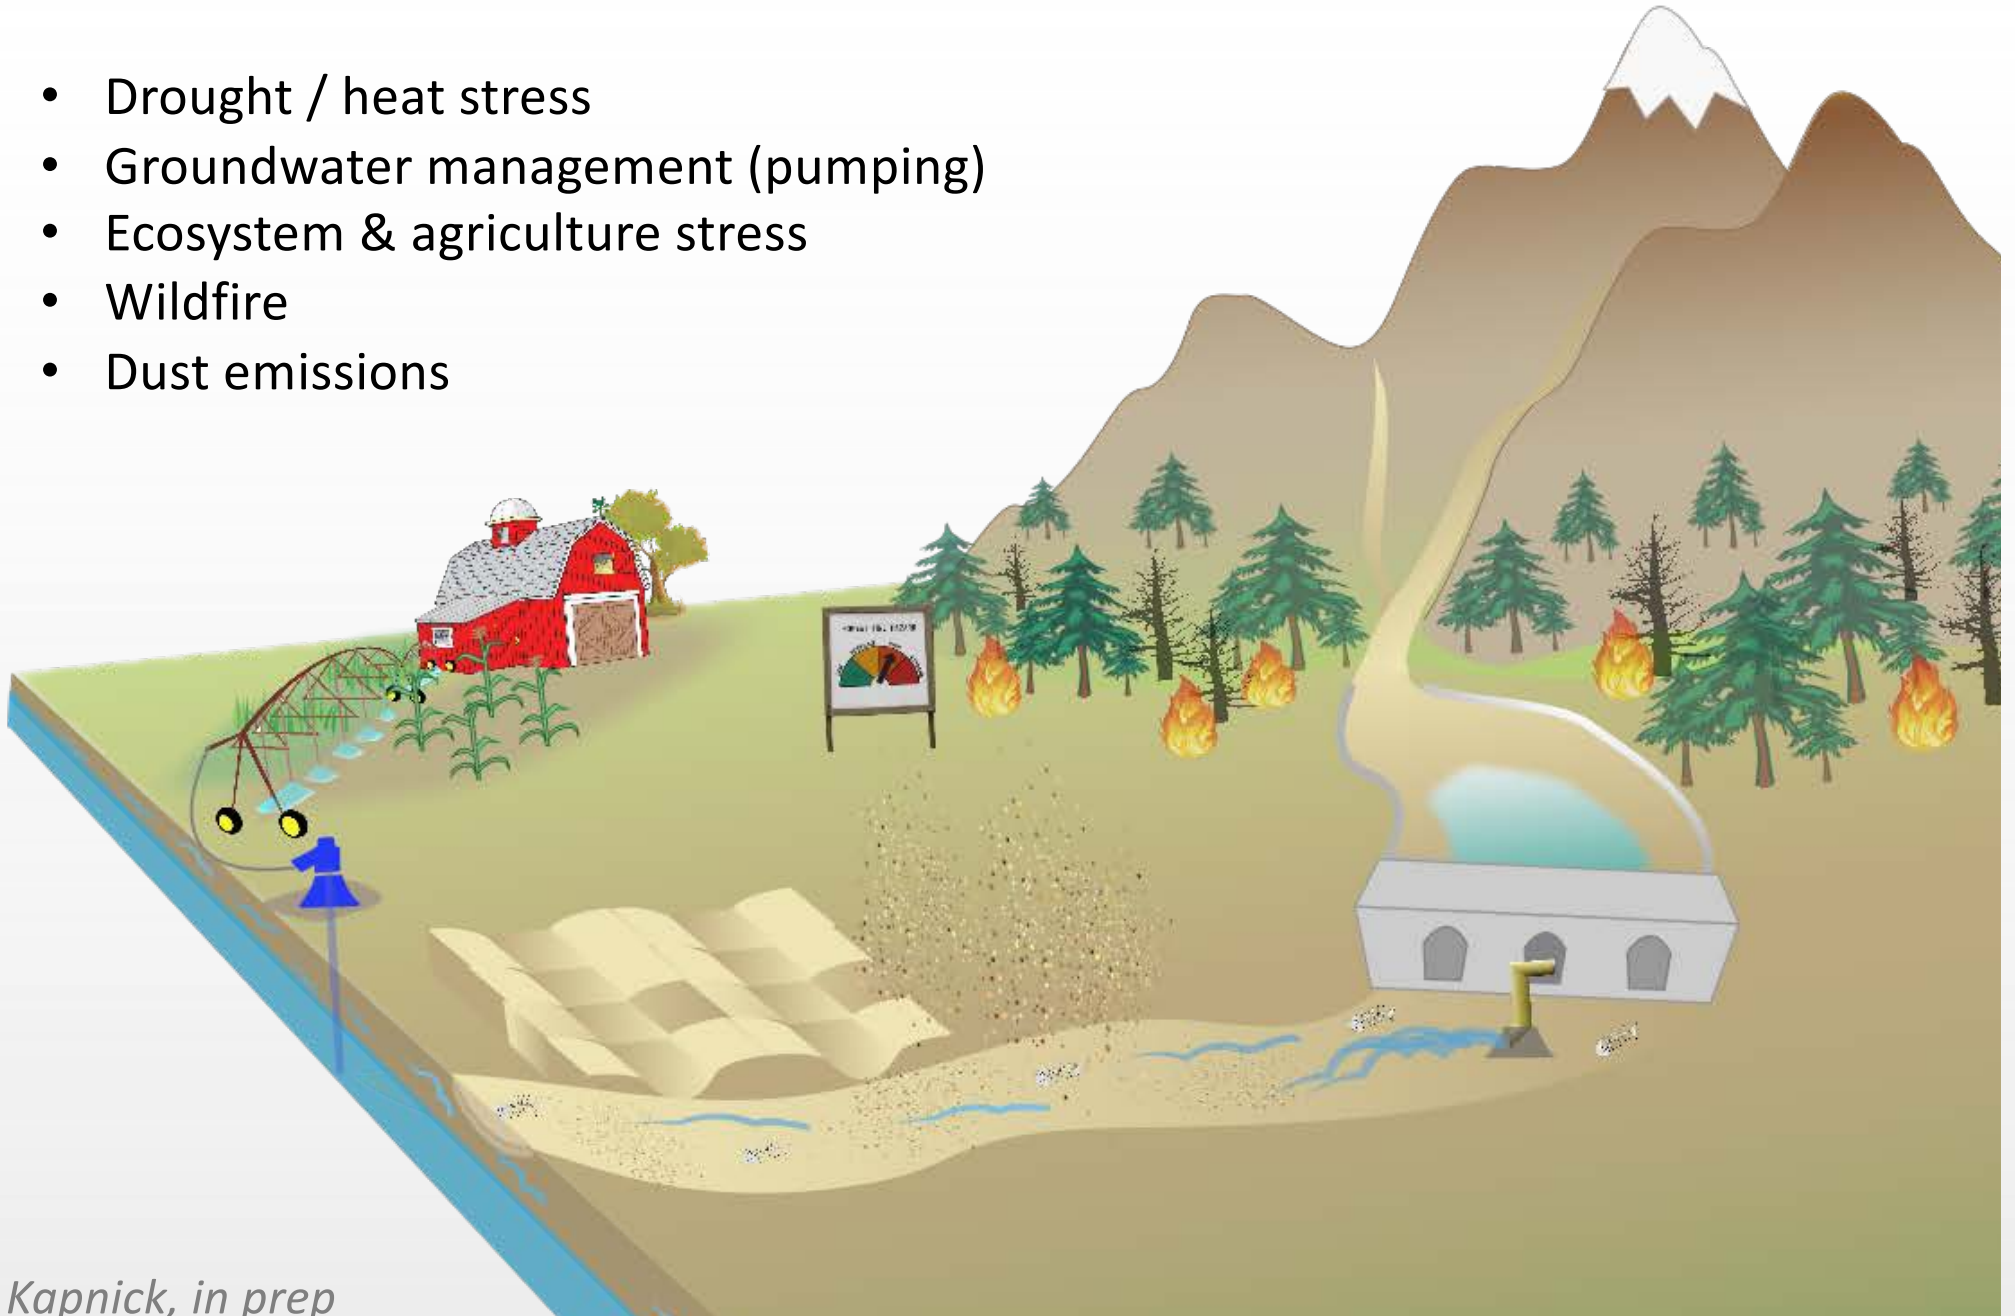 • Drought / heat stress
• Groundwater management (pumping)
• Ecosystem & agriculture stress
• Wildfire
• Dust emissions
Kapnick, in prep